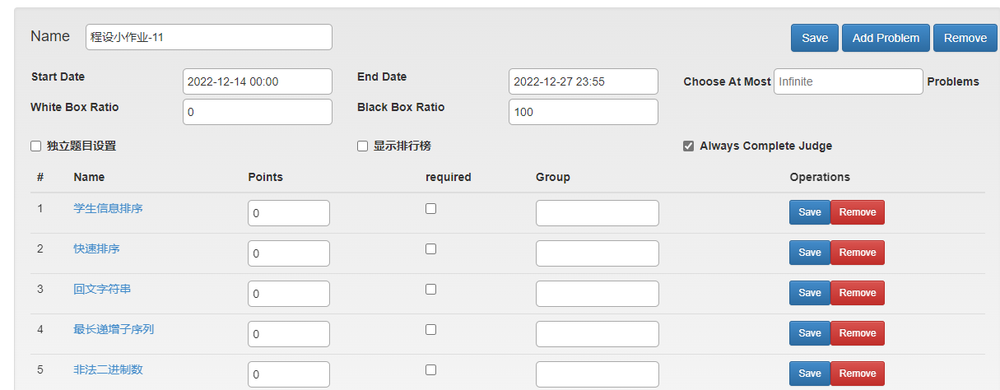 Name 程设小作业-11 Save Add Problem Remove
Start Date 2022-12-14 00:00 End Date 2022-12-27 23:55 Choose At Most Infinite Problems
White Box Ratio 0 Black Box Ratio 100
独立题目设置 显示排行榜 Always Complete Judge
# Name Points required Group Operations
1 学生信息排序 0 Save Remove
2 快速排序 0 Save Remove
3 回文字符串 0 Save Remove
4 最长递增子序列 0 Save Remove
5 非法二进制数 0 Save Remove